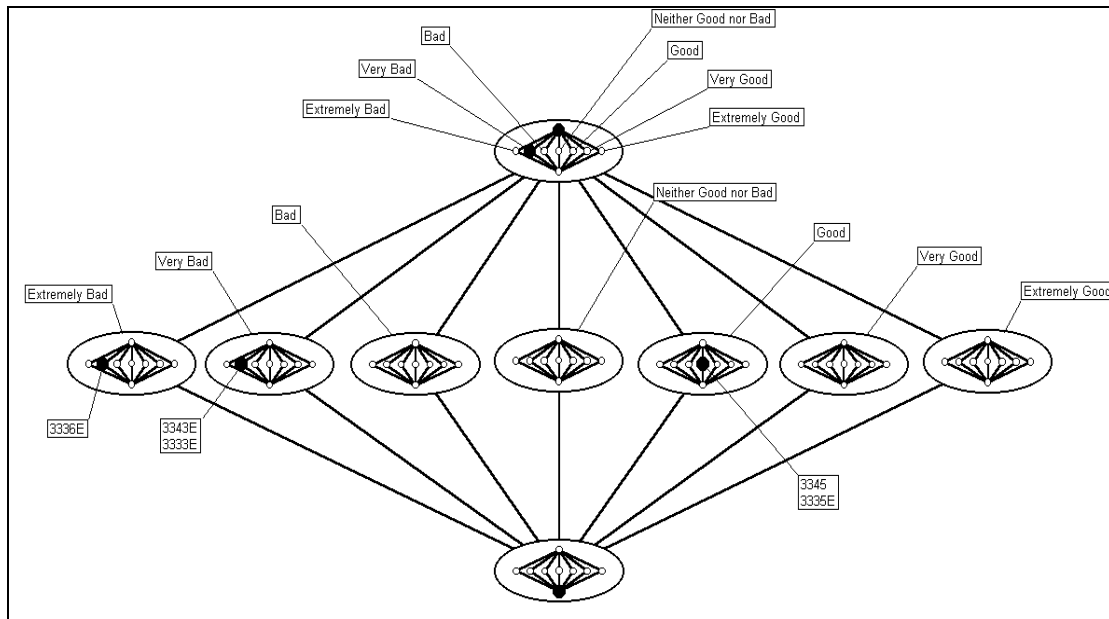 Neither Good nor Bad
Bad
Good
Very Bad
Very Good
Extremely Bad
Extremely Good
Neither Good nor Bad
Bad
Good
Very Bad
Very Good
Extremely Bad
Extremely Good
3336E
3343E
3333E
3345
3335E